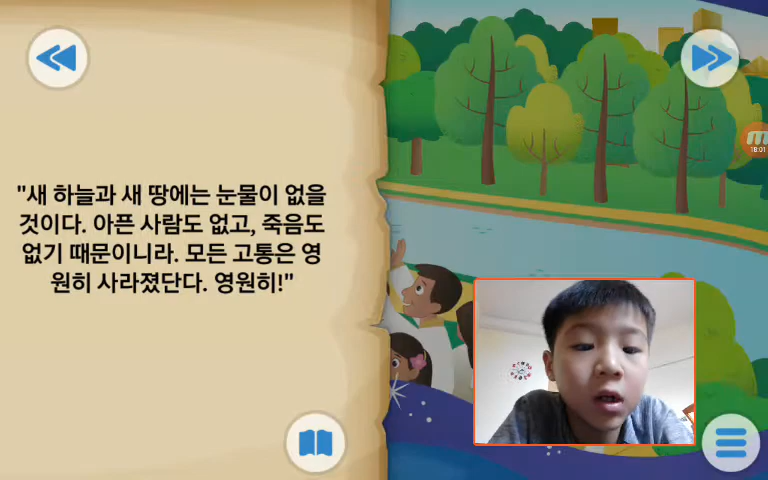 "새 하늘과 새 땅에는 눈물이 없을
것이다. 아픈 사람도 없고, 죽음도
없기 때문이니라. 모든 고통은 영
원히 사라졌단다. 영원히!"
18:01